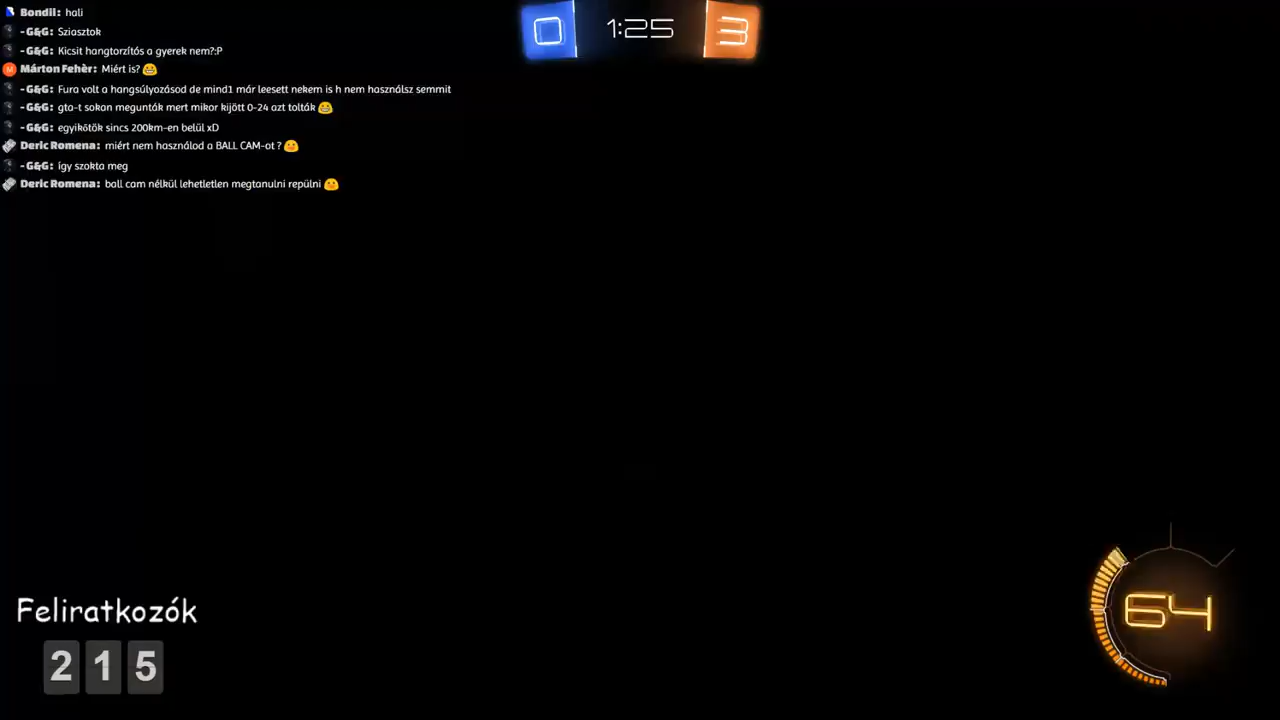 Bondil: hali
-G&G: Sziasztok
-G&G: Kicsit hangtorzítós a gyerek nem?:P
M Márton Fehèr: Miért is? 😀
-G&G: Fura volt a hangsúlyozásod de mind1 már leesett nekem is h nem használsz semmit
-G&G: gta-t sokan megunták mert mikor kijött 0-24 azt tolták 😀
-G&G: egyikőtök sincs 200km-en belül xD
Deric Romena: miért nem használod a BALL CAM-ot ? 🙂
-G&G: így szokta meg
Deric Romena: ball cam nélkül lehetletlen megtanulni repülni 🙂
0 1:25 3
64
Feliratkozók
215